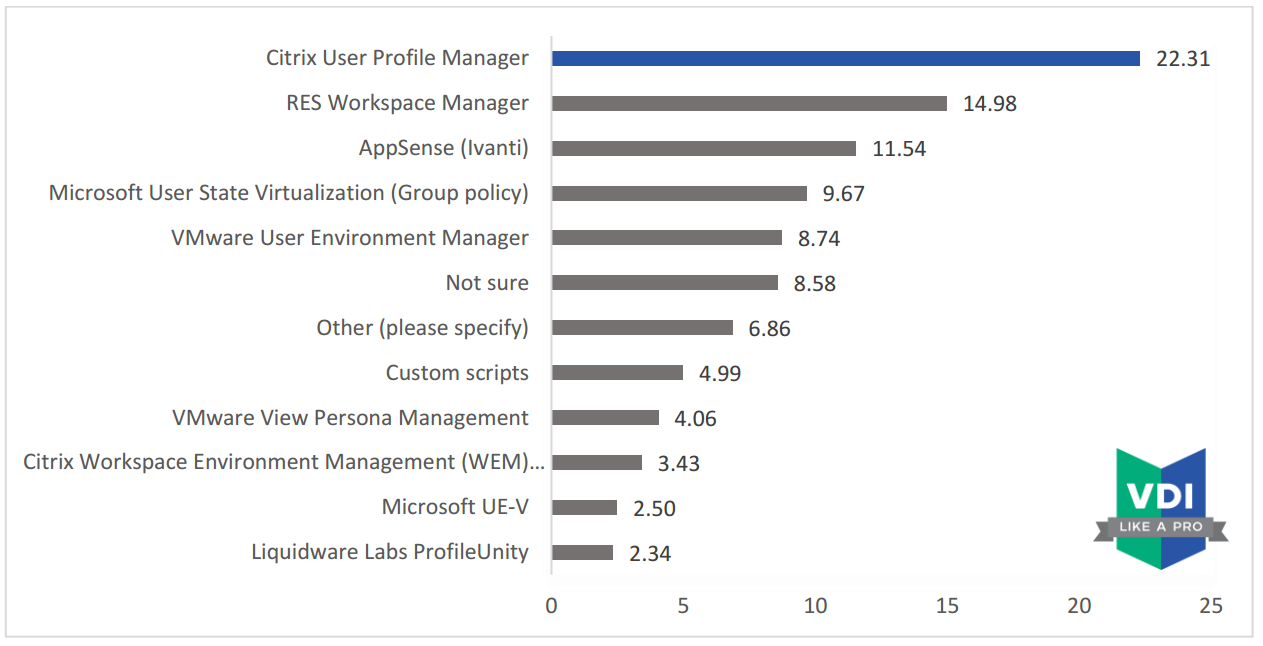 Citrix User Profile Manager 22.31
RES Workspace Manager 14.98
AppSense (Ivanti) 11.54
Microsoft User State Virtualization (Group policy) 9.67
VMware User Environment Manager 8.74
Not sure 8.58
Other (please specify) 6.86
Custom scripts 4.99
VMware View Persona Management 4.06
Citrix Workspace Environment Management (WEM)... 3.43
Microsoft UE-V 2.50
Liquidware Labs ProfileUnity 2.34
0 5 10 15 20 25
VDI
LIKE A PRO